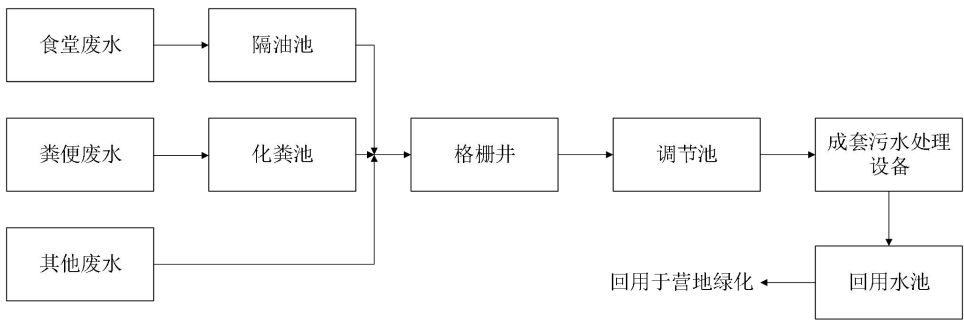 食堂废水
隔油池
粪便废水
化粪池
格栅井
调节池
成套污水处理
设备
其他废水
回用于营地绿化
回用水池